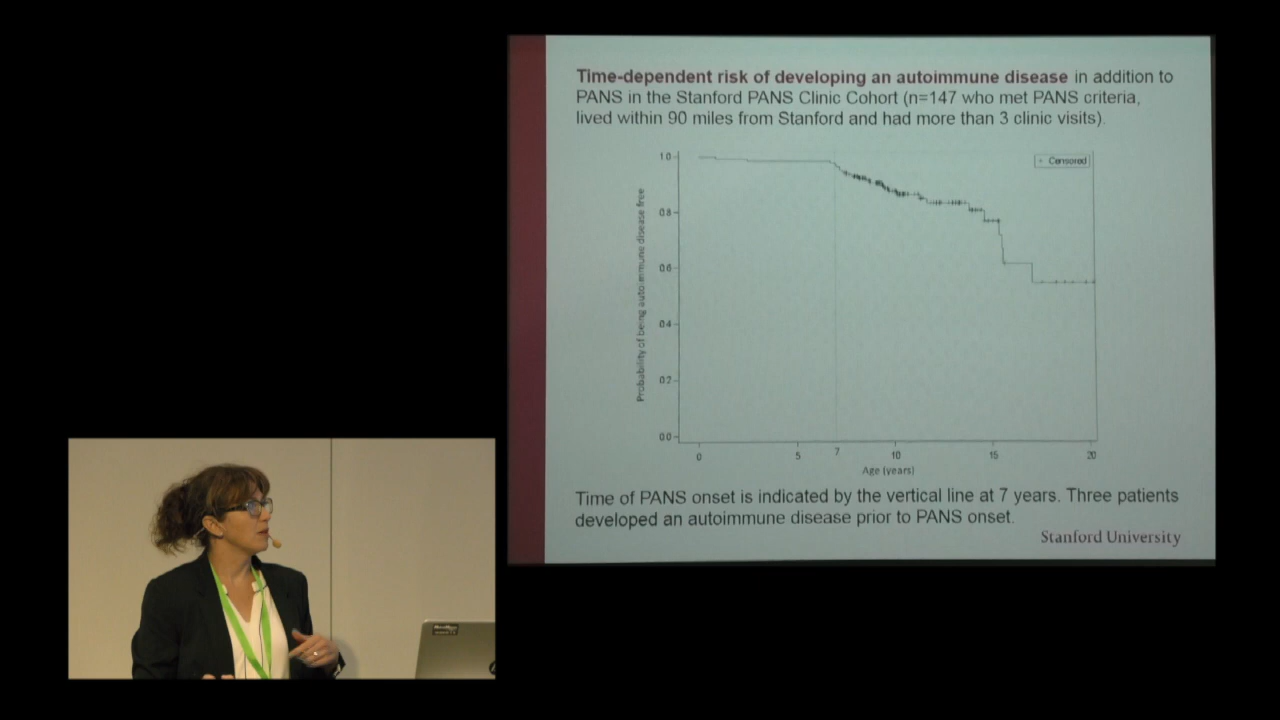 Time-dependent risk of developing an autoimmune disease in addition to
PANS in the Stanford PANS Clinic Cohort (n=147 who met PANS criteria,
lived within 90 miles from Stanford and had more than 3 clinic visits).
Censored
Probability of being autoimmune disease free
1.0
0.8
0.6
0.4
0.2
0.0
0 5 7 10 15 20
Age (years)
Time of PANS onset is indicated by the vertical line at 7 years. Three patients
developed an autoimmune disease prior to PANS onset.
Stanford University